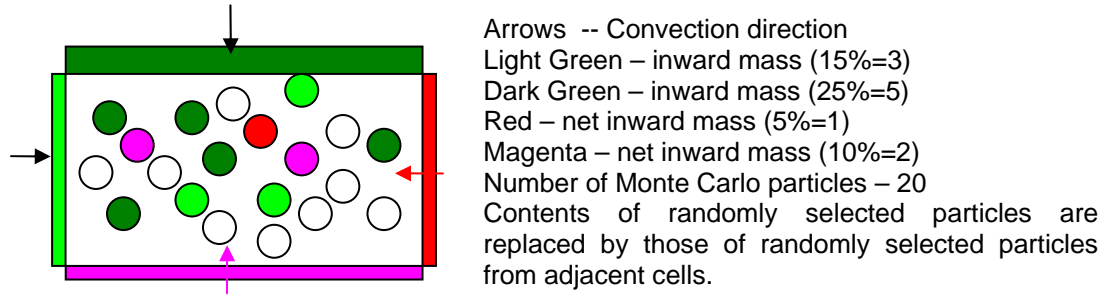 Arrows -- Convection direction
Light Green – inward mass (15%=3)
Dark Green – inward mass (25%=5)
Red – net inward mass (5%=1)
Magenta – net inward mass (10%=2)
Number of Monte Carlo particles – 20
Contents of randomly selected particles are
replaced by those of randomly selected particles
from adjacent cells.